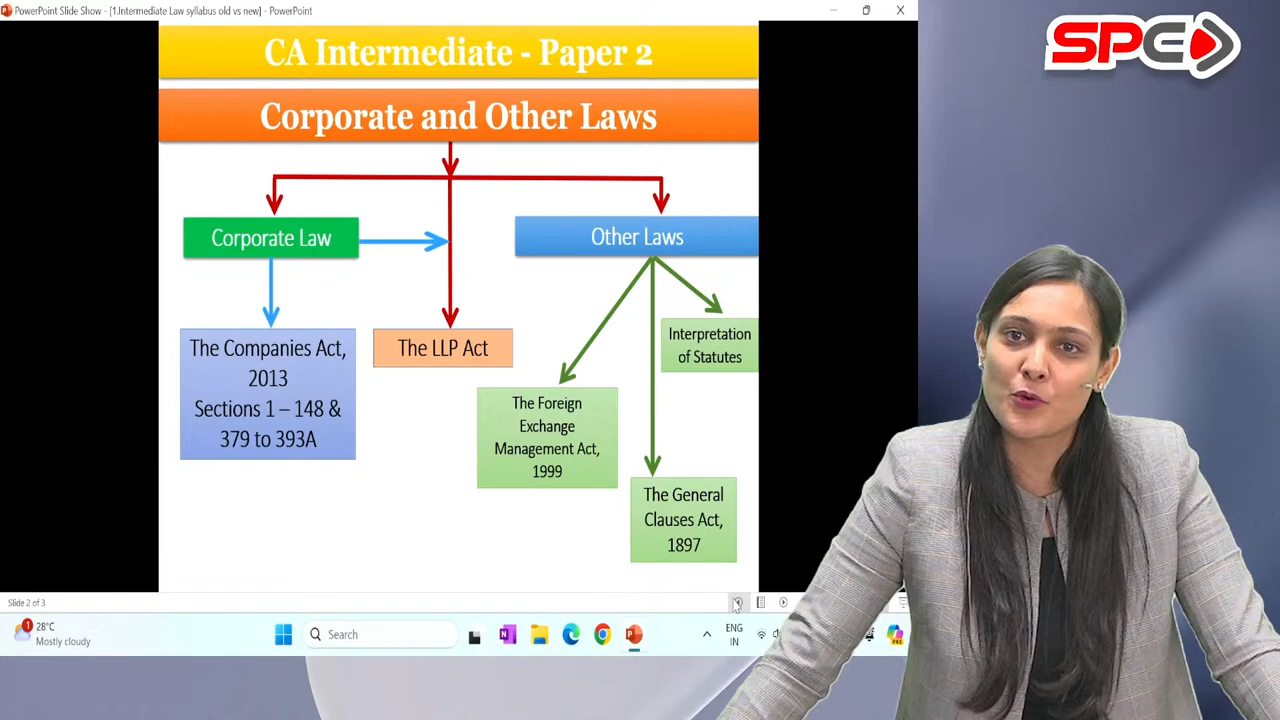 PowerPoint Slide Show - [1.Intermediate Law syllabus old vs new] - PowerPoint
SPE
CA Intermediate - Paper 2
Corporate and Other Laws
Corporate Law
Other Laws
The Companies Act,
2013
Sections 1 – 148 &
379 to 393A
The LLP Act
Interpretation
of Statutes
The Foreign
Exchange
Management Act,
1999
The General
Clauses Act,
1897
Slide 2 of 3
1
28°C
Mostly cloudy
Search
ENG
IN
PRE